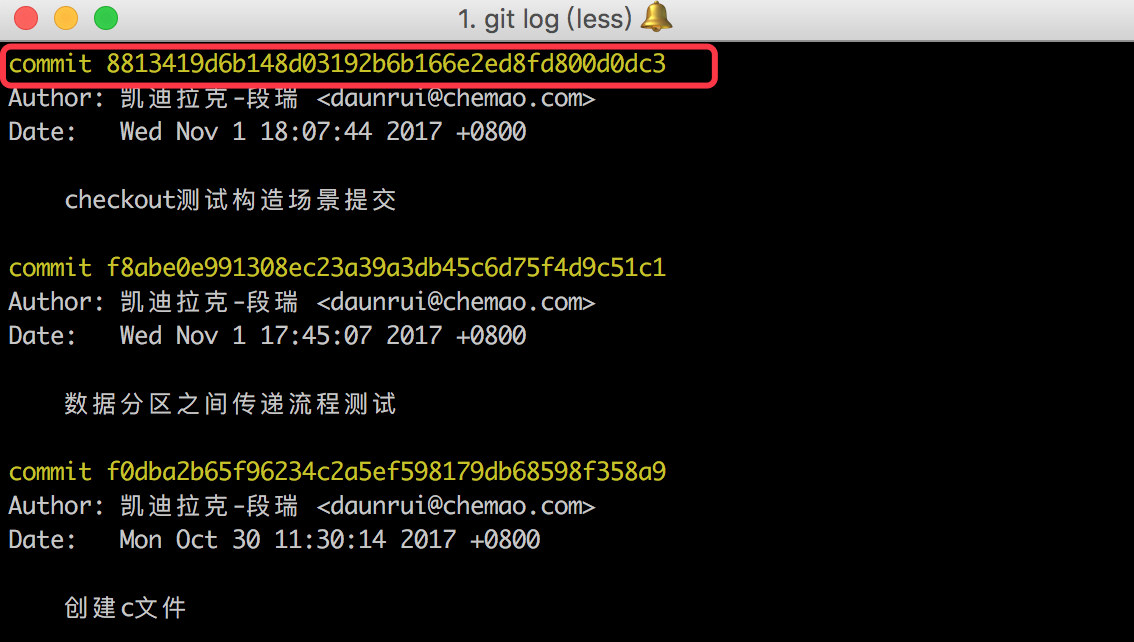 1. git log (less)
commit 8813419d6b148d03192b6b166e2ed8fd800d0dc3
Author: 凯迪拉克-段瑞 <daunrui@chemao.com>
Date:   Wed Nov 1 18:07:44 2017 +0800
checkout测试构造场景提交
commit f8abe0e991308ec23a39a3db45c6d75f4d9c51c1
Author: 凯迪拉克-段瑞 <daunrui@chemao.com>
Date:   Wed Nov 1 17:45:07 2017 +0800
数据分区之间传递流程测试
commit f0dba2b65f96234c2a5ef598179db68598f358a9
Author: 凯迪拉克-段瑞 <daunrui@chemao.com>
Date:   Mon Oct 30 11:30:14 2017 +0800
创建c文件